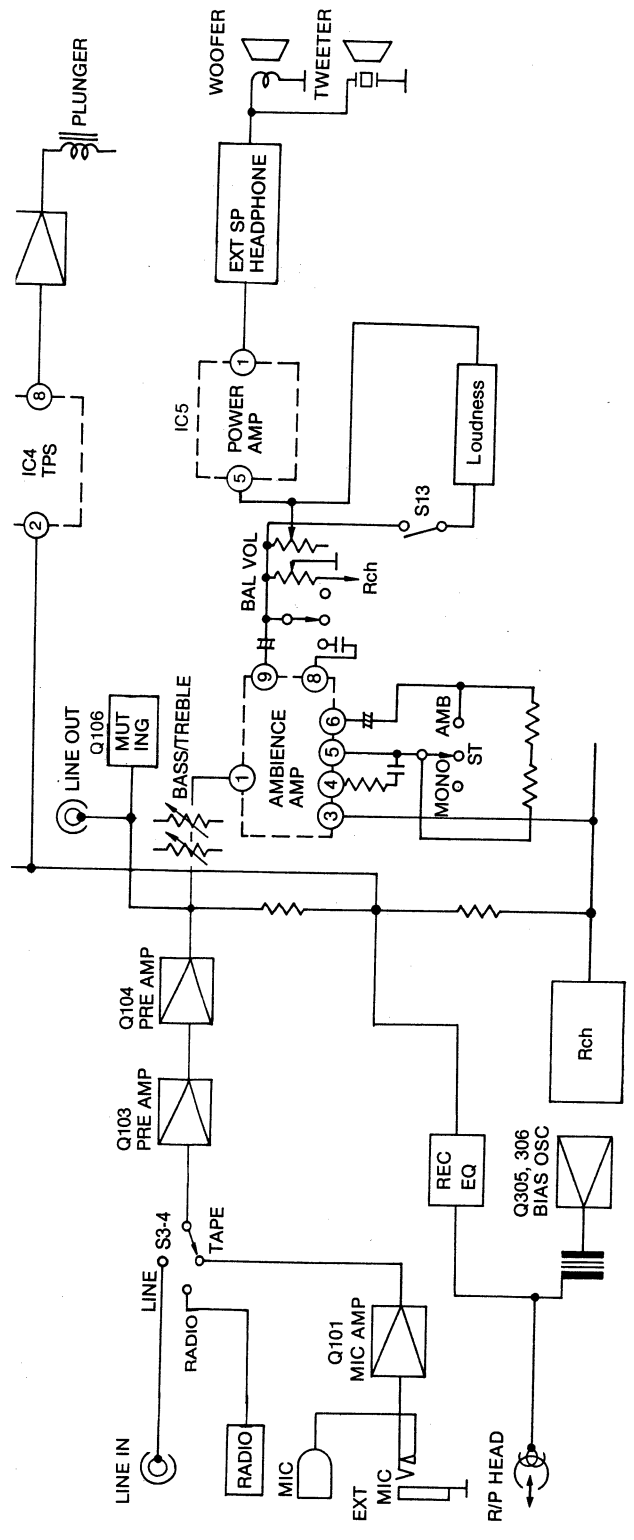 LINE IN
LINE
S3-4
RADIO
TAPE
RADIO
MIC
EXT
MIC
R/P HEAD
Q101
MIC AMP
Q103
PRE AMP
Q104
PRE AMP
REC
EQ
Q305, 306
BIAS OSC
Rch
LINE OUT
Q106
MUT
ING
BASS/TREBLE
1
AMBIENCE
AMP
3
4
5
6
8
9
MONO
ST
AMB
BAL VOL
Rch
S13
Loudness
IC4
TPS
2
8
PLUNGER
IC5
POWER
AMP
5
1
EXT SP
HEADPHONE
WOOFER
TWEETER